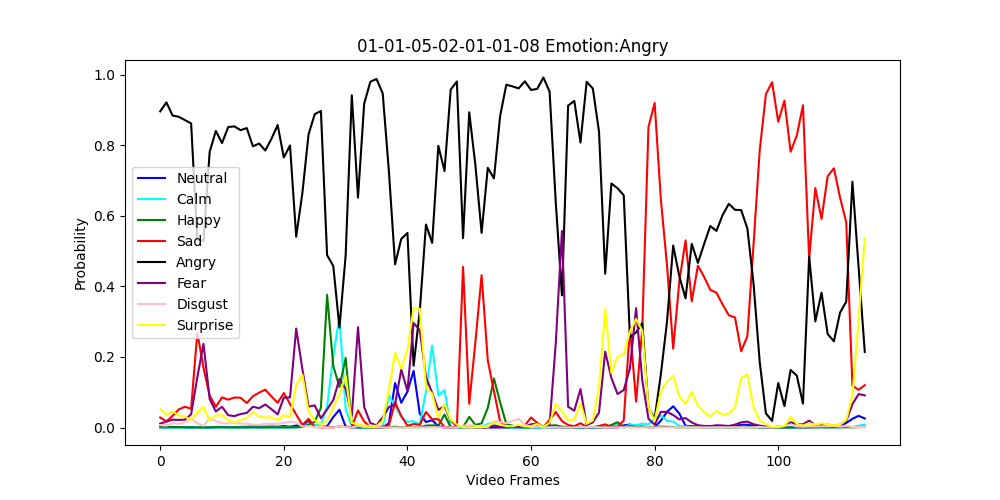 01-01-05-02-01-01-08 Emotion:Angry
1.0
0.8
0.6
0.4
0.2
0.0
Probability
Neutral
Calm
Happy
Sad
Angry
Fear
Disgust
Surprise
0 20 40 60 80 100
Video Frames